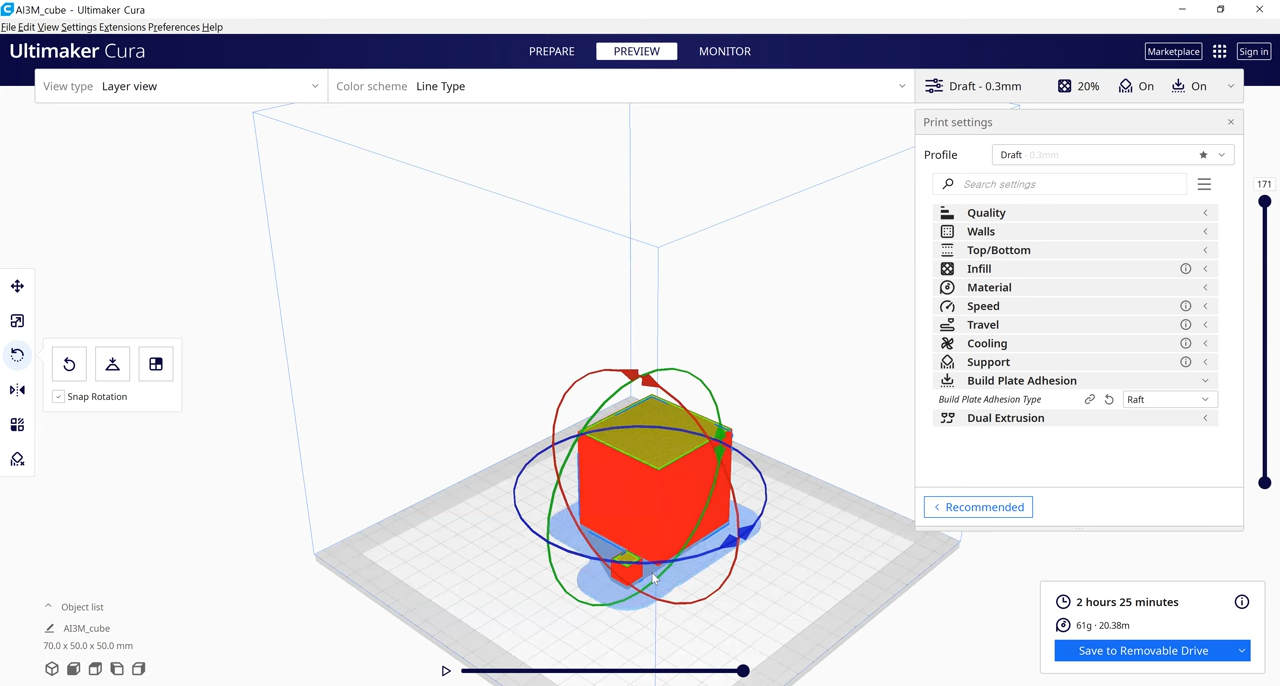 AI3M_cube - Ultimaker Cura
File Edit View Settings Extensions Preferences Help
Ultimaker Cura
PREPARE PREVIEW MONITOR
Marketplace Sign in
View type Layer view
Color scheme Line Type
Draft - 0.3mm 20% On On
Print settings
Profile Draft - 0.3mm
Search settings
171
Quality
Walls
Top/Bottom
Infill
Material
Speed
Travel
Cooling
Support
Build Plate Adhesion
Build Plate Adhesion Type Raft
Dual Extrusion
Recommended
Snap Rotation
Object list
AI3M_cube
70.0 x 50.0 x 50.0 mm
2 hours 25 minutes
61g · 20.38m
Save to Removable Drive